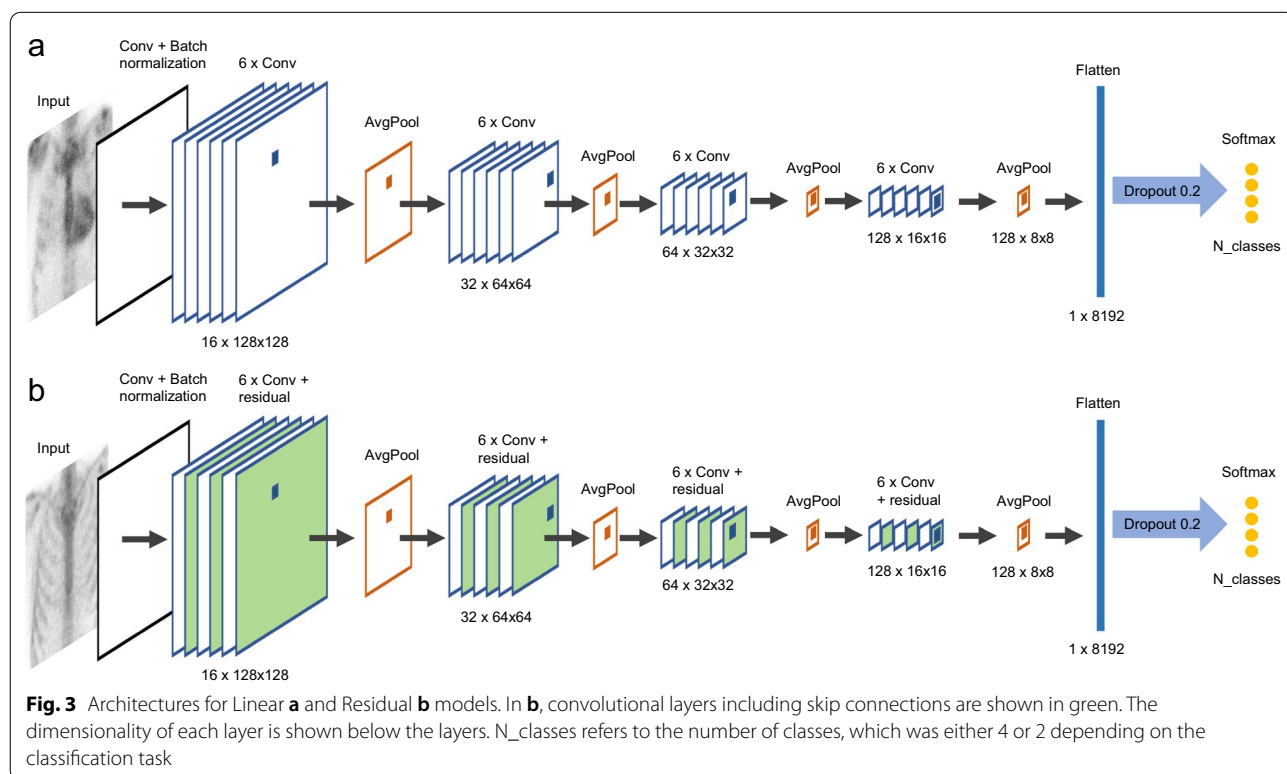 a
Input
Conv + Batch
normalization
6 x Conv
16 x 128x128
AvgPool
6 x Conv
32 x 64x64
AvgPool
6 x Conv
64 x 32x32
AvgPool
6 x Conv
128 x 16x16
AvgPool
128 x 8x8
Flatten
1 x 8192
Dropout 0.2
Softmax
N_classes
b
Input
Conv + Batch
normalization
6 x Conv +
residual
16 x 128x128
AvgPool
6 x Conv +
residual
32 x 64x64
AvgPool
6 x Conv +
residual
64 x 32x32
AvgPool
6 x Conv
+ residual
128 x 16x16
AvgPool
128 x 8x8
Flatten
1 x 8192
Dropout 0.2
Softmax
N_classes
Fig. 3 Architectures for Linear a and Residual b models. In b, convolutional layers including skip connections are shown in green. The
dimensionality of each layer is shown below the layers. N_classes refers to the number of classes, which was either 4 or 2 depending on the
classification task